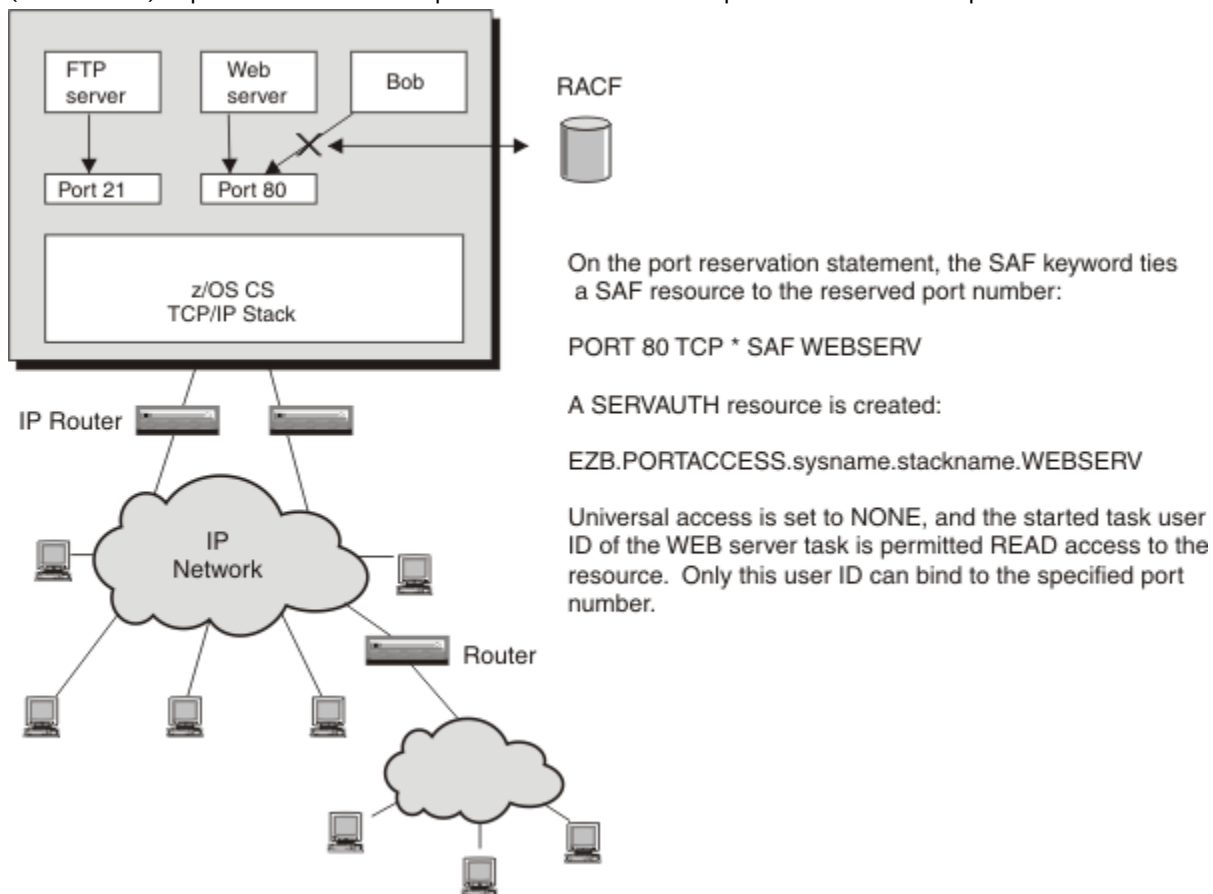 FTP
server
Web
server
Bob
RACF
Port 21
Port 80
z/OS CS
TCP/IP Stack
On the port reservation statement, the SAF keyword ties
a SAF resource to the reserved port number:
PORT 80 TCP * SAF WEBSERV
A SERVAUTH resource is created:
EZB.PORTACCESS.sysname.stackname.WEBSERV
Universal access is set to NONE, and the started task user
ID of the WEB server task is permitted READ access to the
resource. Only this user ID can bind to the specified port
number.
IP Router
IP
Network
Router